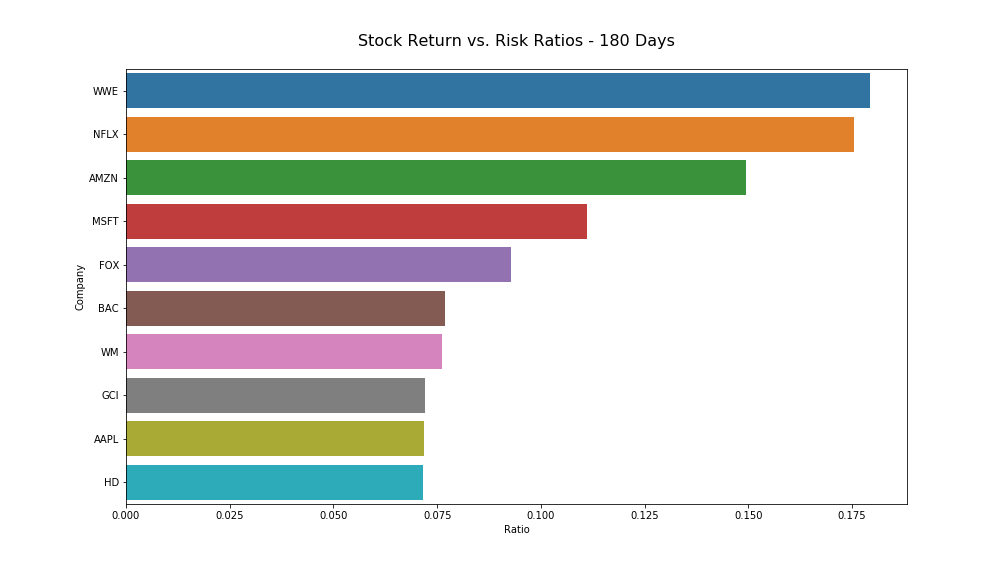 Stock Return vs. Risk Ratios - 180 Days
WWE
NFLX
AMZN
MSFT
FOX
BAC
WM
GCI
AAPL
HD
Company
0.000 0.025 0.050 0.075 0.100 0.125 0.150 0.175
Ratio